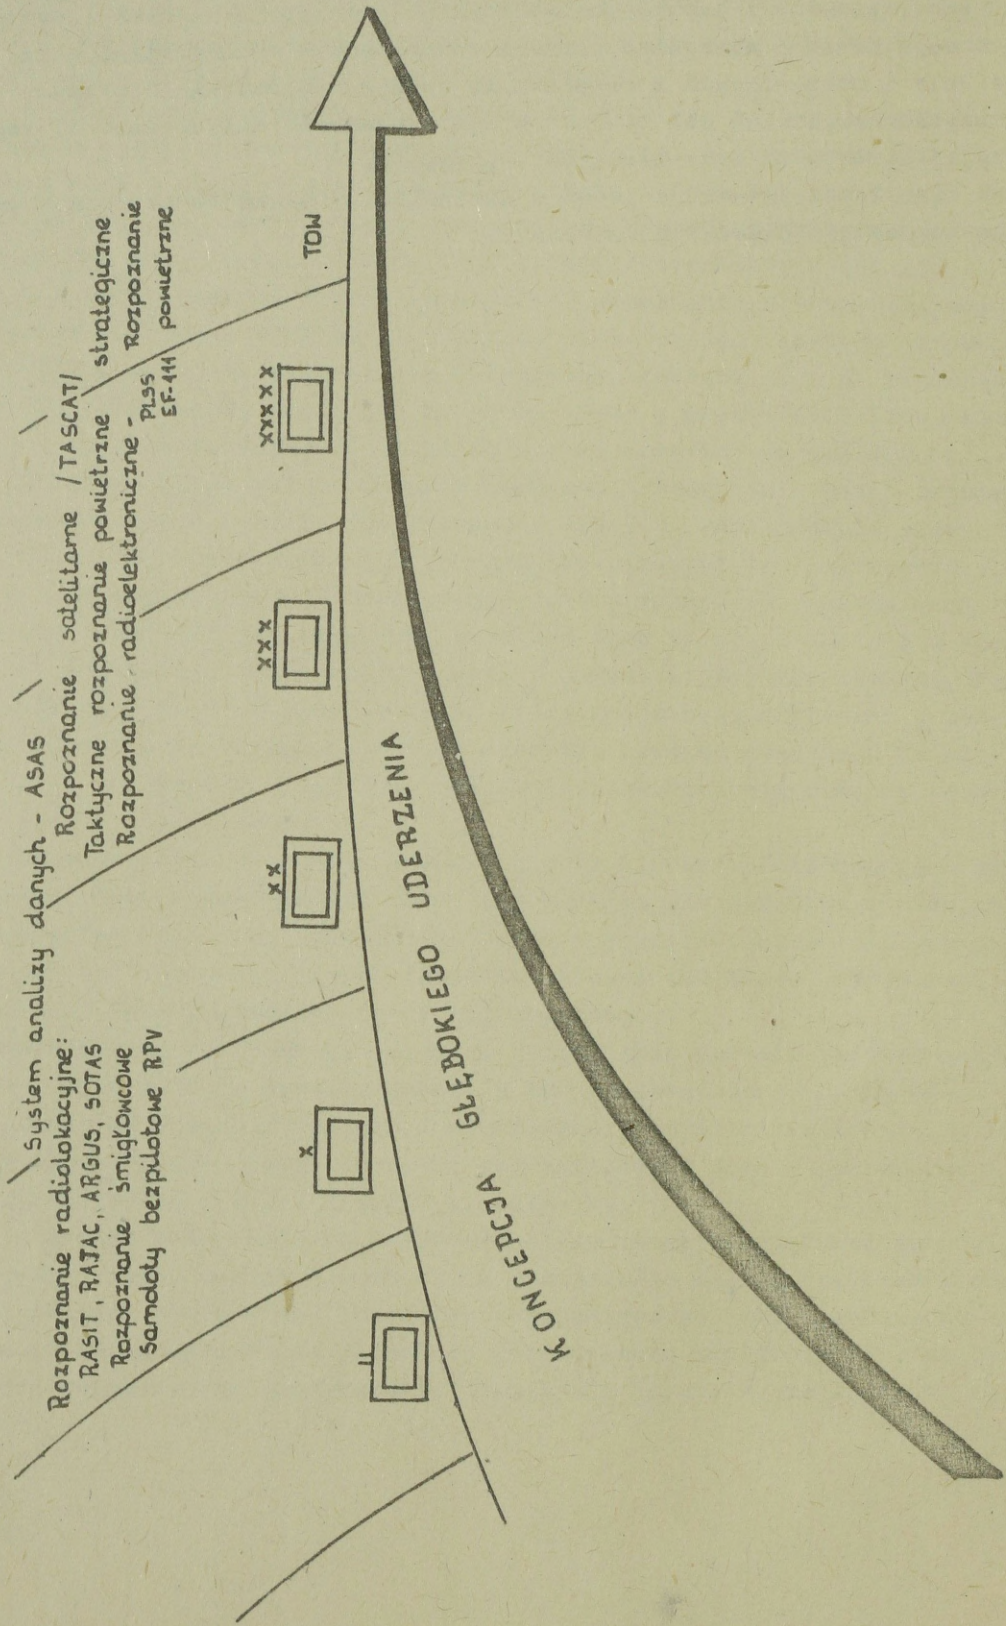 System analizy danych - ASAS
Rozpoznanie radiolokacyjne:
RASIT, RAJAC, ARGUS, SOTAS
Rozpoznanie śmigłowcowe
Samoloty bezpilotowe RPV
Rozpoznanie satelitarne /TASCAT/
Taktyczne rozpoznanie powietrzne strategiczne
Rozpoznanie radioelektroniczne - Rozpoznanie
PLSS
EF-111 powietrzne
II
X
XX
XXX
XXXXX
TDW
KONCEPCJA GŁĘBOKIEGO UDERZENIA